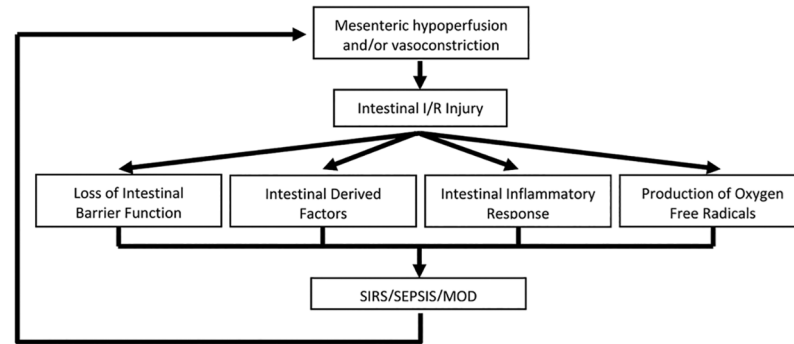 Mesenteric hypoperfusion
and/or vasoconstriction
Intestinal I/R Injury
Loss of Intestinal
Barrier Function
Intestinal Derived
Factors
Intestinal Inflammatory
Response
Production of Oxygen
Free Radicals
SIRS/SEPSIS/MOD